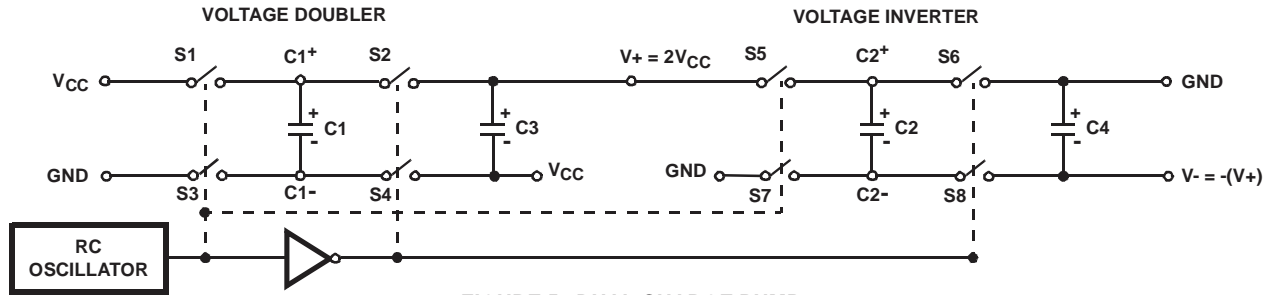 VOLTAGE DOUBLER
VOLTAGE INVERTER
S1
C1+
S2
V+ = 2VCC
S5
C2+
S6
VCC
GND
+
C1
-
+
C3
-
+
C2
-
+
C4
-
GND
S3
C1-
S4
VCC
GND
S7
C2-
S8
V- = -(V+)
RC
OSCILLATOR